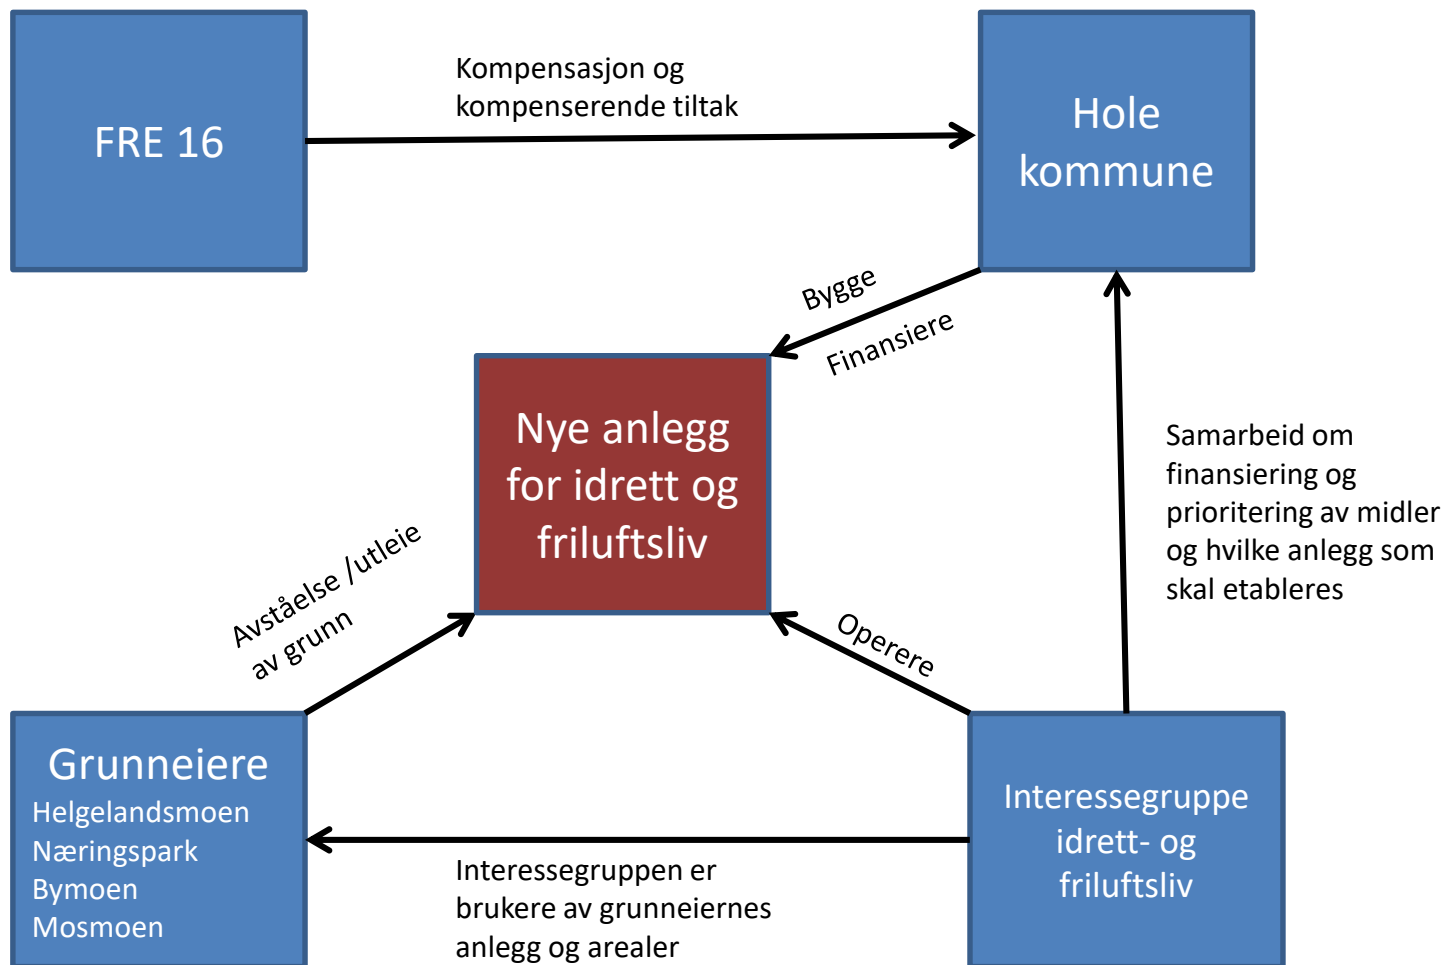 FRE 16
Kompensasjon og
kompenserende tiltak
Hole
kommune
Bygge
Finansiere
Nye anlegg
for idrett og
friluftsliv
Samarbeid om
finansiering og
prioritering av midler
og hvilke anlegg som
skal etableres
Avståelse /utleie
av grunn
Operere
Grunneiere
Helgelandsmoen
Næringspark
Bymoen
Mosmoen
Interessegruppen er
brukere av grunneiernes
anlegg og arealer
Interessegruppe
idrett- og
friluftsliv